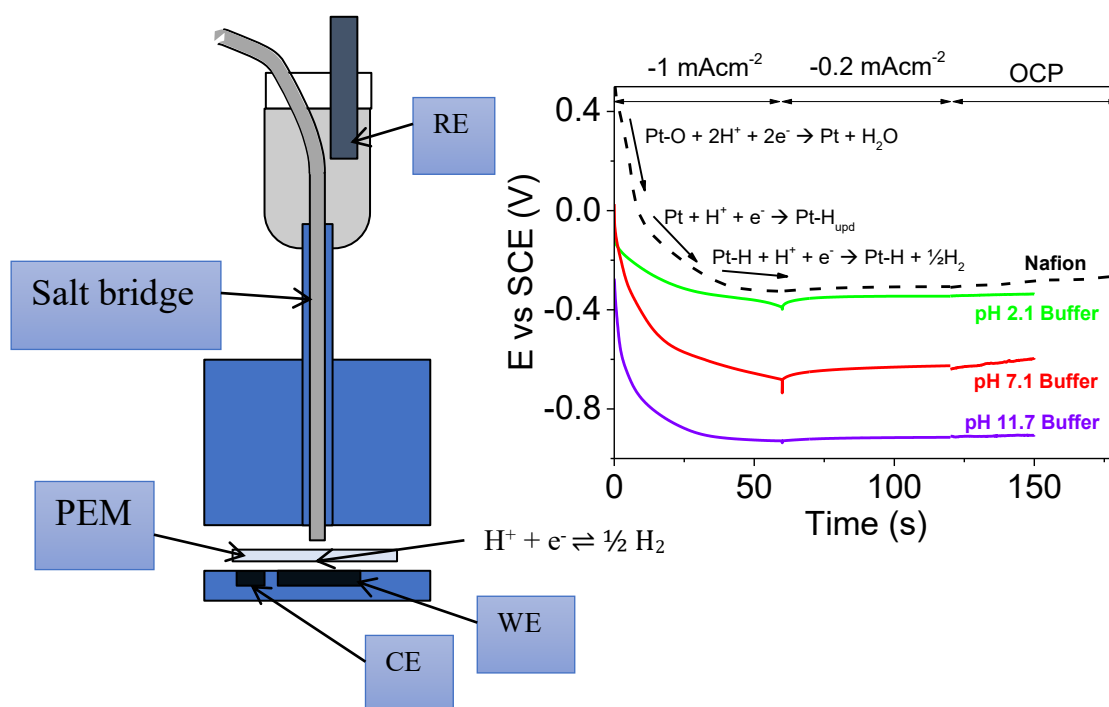 RE
Salt bridge
PEM
H⁺ + e⁻ ⇌ ½ H₂
WE
CE
-1 mAcm⁻²
-0.2 mAcm⁻²
OCP
E vs SCE (V)
0.4
0.0
-0.4
-0.8
Pt-O + 2H⁺ + 2e⁻ → Pt + H₂O
Pt + H⁺ + e⁻ → Pt-H_upd
Pt-H + H⁺ + e⁻ → Pt-H + ½H₂
Nafion
pH 2.1 Buffer
pH 7.1 Buffer
pH 11.7 Buffer
0
50
100
150
Time (s)